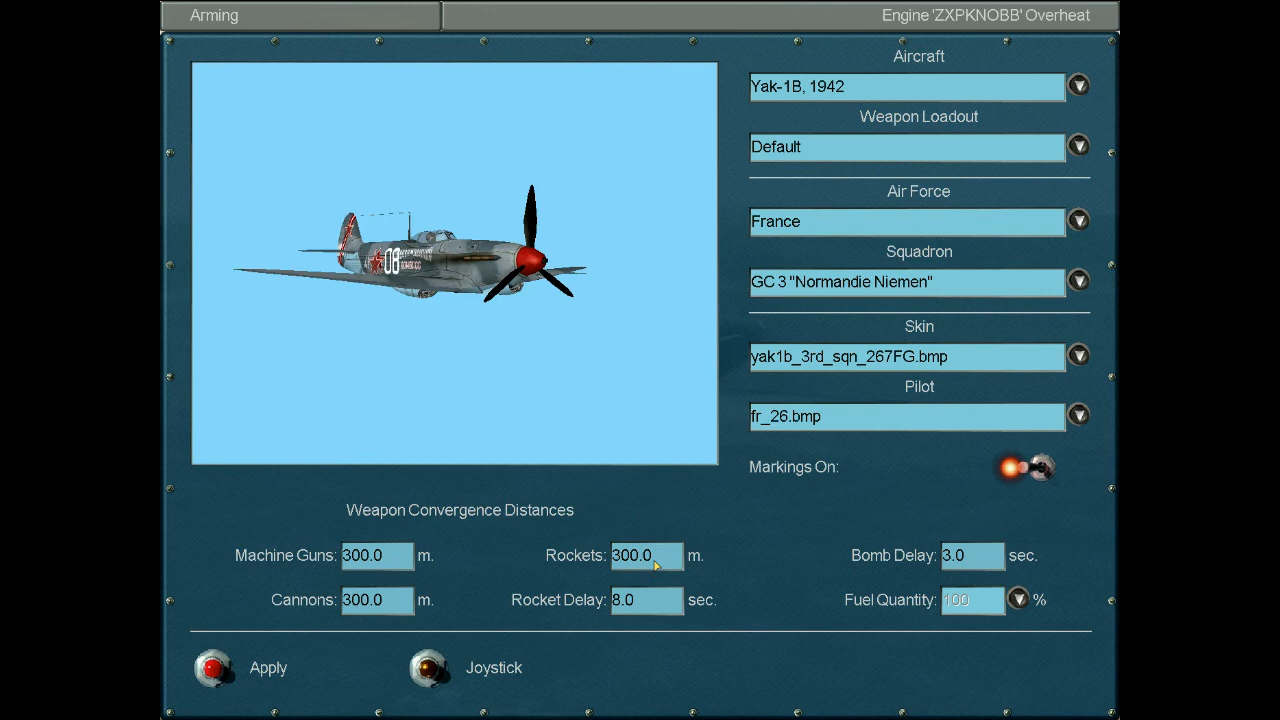 Arming
Engine 'ZXPKNOBB' Overheat
Aircraft
Yak-1B, 1942
Weapon Loadout
Default
Air Force
France
Squadron
GC 3 "Normandie Niemen"
Skin
yak1b_3rd_sqn_267FG.bmp
Pilot
fr_26.bmp
Markings On:
08
Weapon Convergence Distances
Machine Guns: 300.0 m. Rockets: 300.0 m. Bomb Delay: 3.0 sec.
Cannons: 300.0 m. Rocket Delay: 8.0 sec. Fuel Quantity: 100 %
Apply Joystick